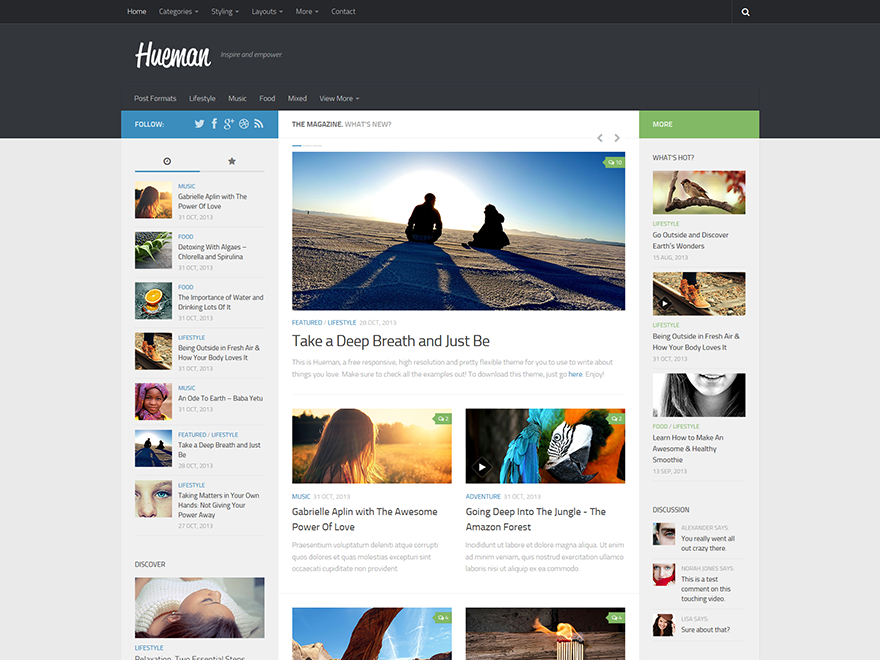 Home Categories Styling Layouts More Contact
Hueman Inspire and empower.
Post Formats Lifestyle Music Food Mixed View More
FOLLOW:
MUSIC
Gabrielle Aplin with The
Power Of Love
31 OCT, 2013
FOOD
Detoxing With Algaes –
Chlorella and Spirulina
31 OCT, 2013
FOOD
The Importance of Water and
Drinking Lots Of It
31 OCT, 2013
LIFESTYLE
Being Outside in Fresh Air &
How Your Body Loves It
31 OCT, 2013
MUSIC
An Ode To Earth – Baba Yetu
31 OCT, 2013
FEATURED / LIFESTYLE
Take a Deep Breath and Just
Be
28 OCT, 2013
LIFESTYLE
Taking Matters in Your Own
Hands: Not Giving Your
Power Away
27 OCT, 2013
DISCOVER
LIFESTYLE
Relaxation, Two Essential Steps
THE MAGAZINE. WHAT'S NEW?
10
FEATURED / LIFESTYLE 28 OCT, 2013
Take a Deep Breath and Just Be
This is Hueman, a free responsive, high resolution and pretty flexible theme for you to use to write about
things you love. Make sure to check all the examples out! To download this theme, just go here. Enjoy!
2
MUSIC 31 OCT, 2013
Gabrielle Aplin with The Awesome
Power Of Love
Praesentium voluptatum deleniti atque corrupti
quos dolores et quas molestias excepturi sint
occaecati cupiditate non provident
2
ADVENTURE 31 OCT, 2013
Going Deep Into The Jungle - The
Amazon Forest
Incididunt ut labore et dolore magna aliqua. Ut enim
ad minim veniam, quis nostrud exercitation ullamco
laboris nisi ut aliquip ex ea commodo
4
4
MORE
WHAT'S HOT?
LIFESTYLE
Go Outside and Discover
Earth's Wonders
15 AUG, 2013
LIFESTYLE
Being Outside in Fresh Air &
How Your Body Loves It
31 OCT, 2013
FOOD / LIFESTYLE
Learn How to Make An
Awesome & Healthy
Smoothie
13 SEP, 2013
DISCUSSION
ALEXANDER SAYS:
You really went all
out crazy there.
NORAH JONES SAYS:
This is a test
comment on this
touching video.
LISA SAYS:
Sure about that?